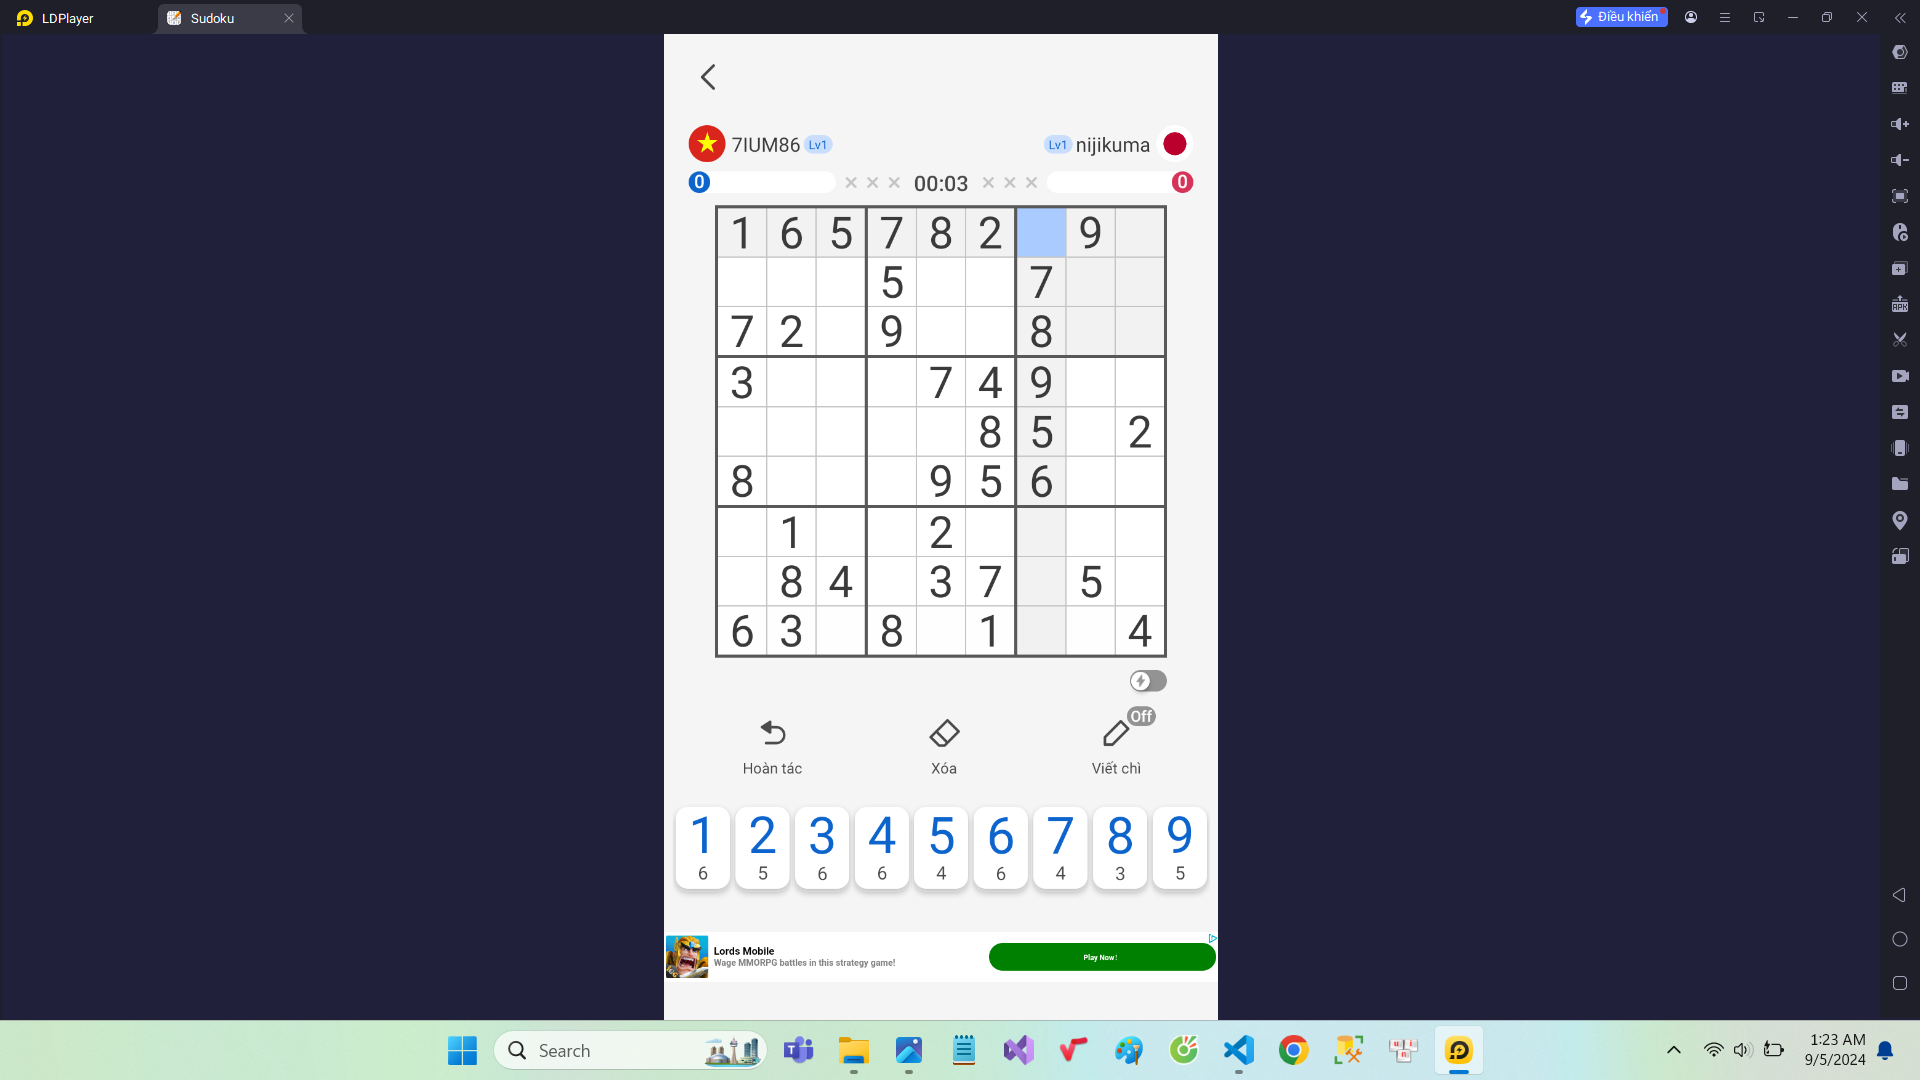 LDPlayer
Sudoku
Điều khiển
7IUM86 Lv1
Lv1 nijikuma
0 × × × 00:03 × × × 0
1 6 5 7 8 2 9
5 7
7 2 9 8
3 7 4 9
8 5 2
8 9 5 6
1 2
8 4 3 7 5
6 3 8 1 4
Off
Hoàn tác
Xóa
Viết chì
1 2 3 4 5 6 7 8 9
6 5 6 6 4 6 4 3 5
Lords Mobile
Wage MMORPG battles in this strategy game!
Play Now!
Search
1:23 AM
9/5/2024